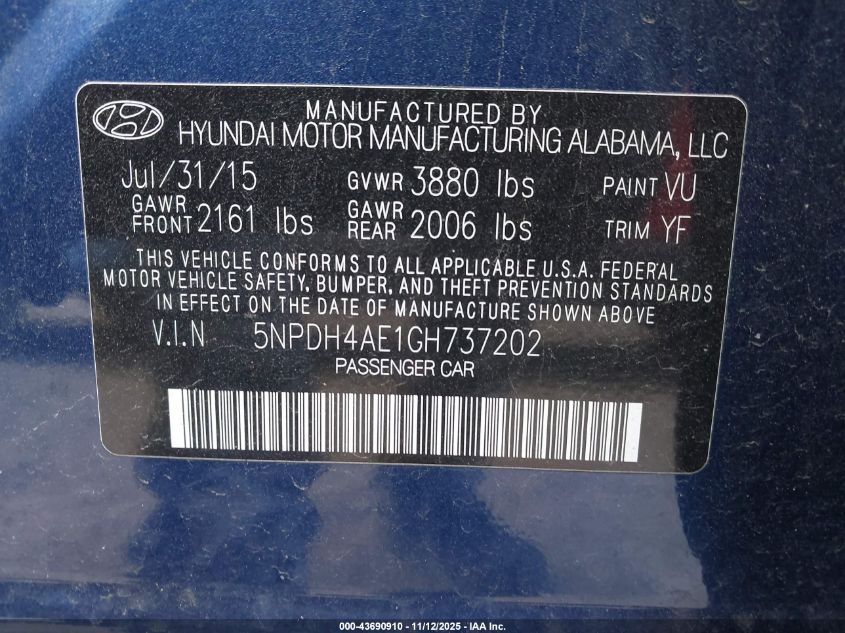 MANUFACTURED BY
HYUNDAI MOTOR MANUFACTURING ALABAMA, LLC
Jul/31/15 GVWR 3880 lbs PAINT VU
GAWR FRONT 2161 lbs GAWR REAR 2006 lbs TRIM YF
THIS VEHICLE CONFORMS TO ALL APPLICABLE U.S.A. FEDERAL
MOTOR VEHICLE SAFETY, BUMPER, AND THEFT PREVENTION STANDARDS
IN EFFECT ON THE DATE OF MANUFACTURE SHOWN ABOVE
V.I.N 5NPDH4AE1GH737202
PASSENGER CAR
000-43690910 - 11/12/2025 - IAA Inc.